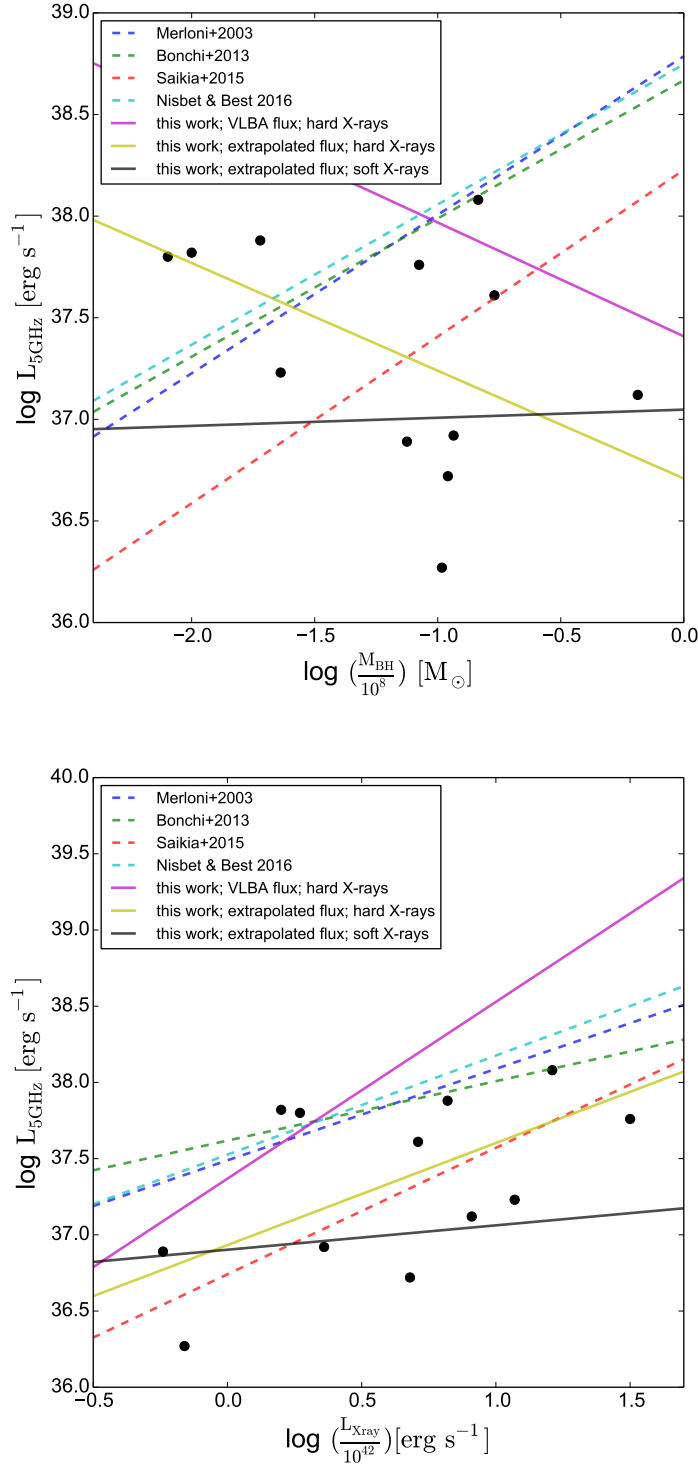 39.0
38.5
38.0
37.5
37.0
36.5
36.0
log L_5GHz [erg s^−1]
Merloni+2003
Bonchi+2013
Saikia+2015
Nisbet & Best 2016
this work; VLBA flux; hard X-rays
this work; extrapolated flux; hard X-rays
this work; extrapolated flux; soft X-rays
−2.0 −1.5 −1.0 −0.5 0.0
log (M_BH/10^8) [M_⊙]
40.0
39.5
39.0
38.5
38.0
37.5
37.0
36.5
36.0
log L_5GHz [erg s^−1]
Merloni+2003
Bonchi+2013
Saikia+2015
Nisbet & Best 2016
this work; VLBA flux; hard X-rays
this work; extrapolated flux; hard X-rays
this work; extrapolated flux; soft X-rays
−0.5 0.0 0.5 1.0 1.5
log (L_Xray/10^42)[erg s^−1]